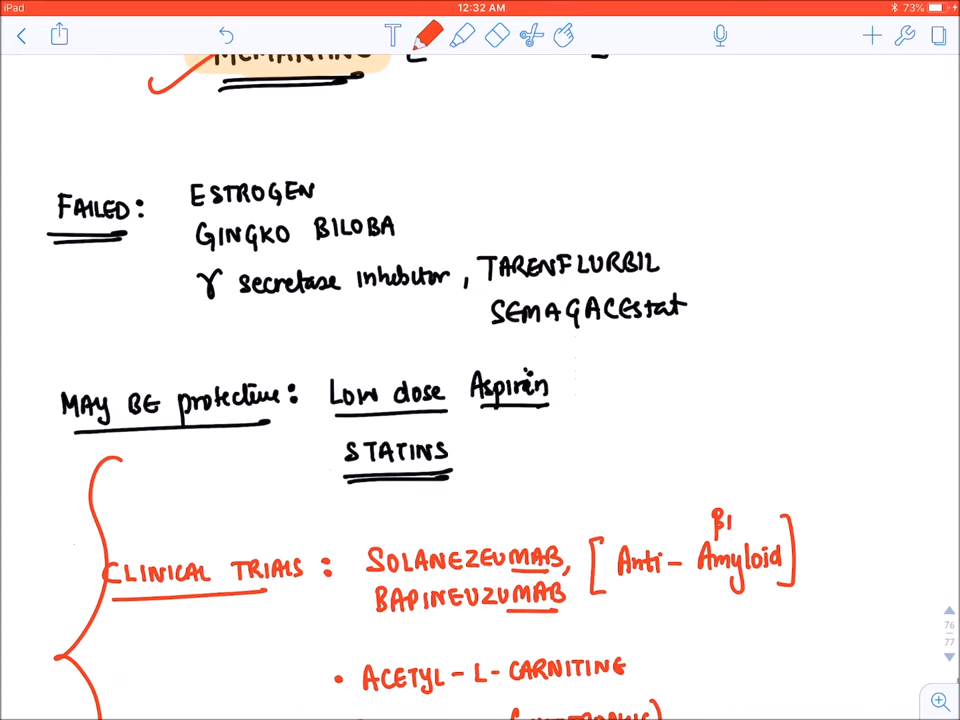 iPad 12:32 AM 73%
T
MEMANTINE [
FAILED: ESTROGEN
GINGKO BILOBA
γ secretase inhibitor, TARENFLURBIL
SEMAGACEstat
MAY BE protective: Low dose Aspirin
STATINS
β1
CLINICAL TRIALS: SOLANEZEUMAB, [Anti-Amyloid]
BAPINEUZUMAB
76
77
• ACETYL-L-CARNITINE